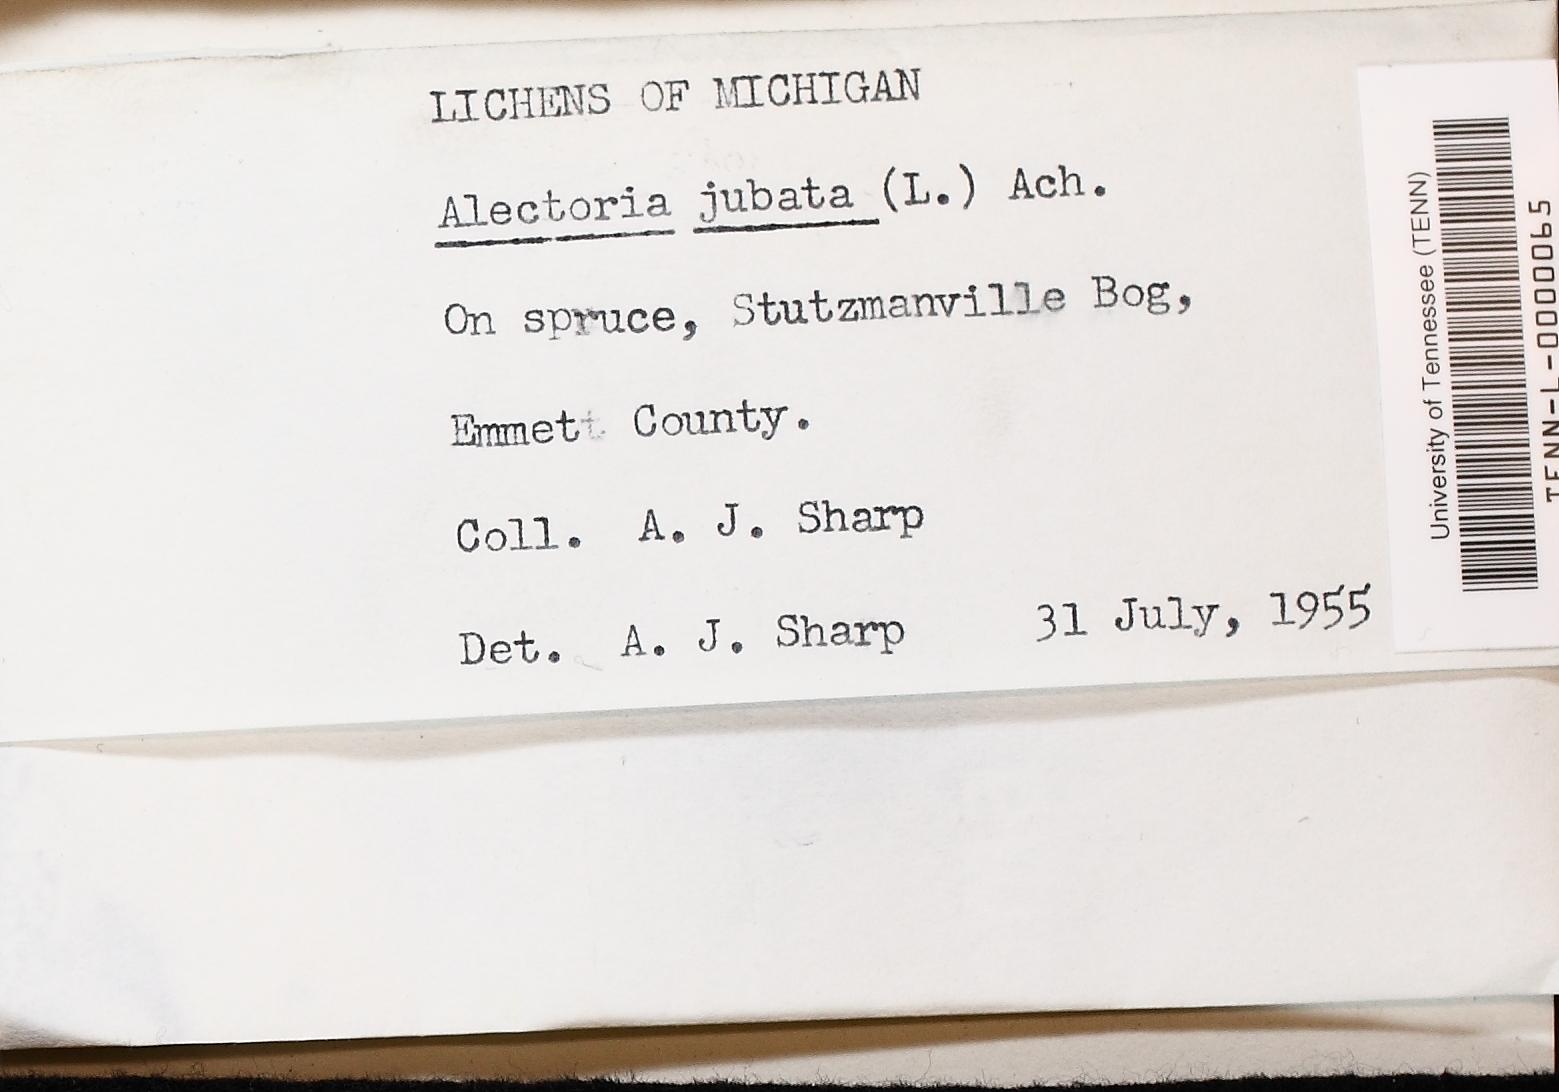 LICHENS OF MICHIGAN
Alectoria jubata (L.) Ach.
On spruce, Stutzmanville Bog,
Emmett County.
Coll. A. J. Sharp
Det. A. J. Sharp 31 July, 1955
University of Tennessee (TENN)
TENN-L-0000065